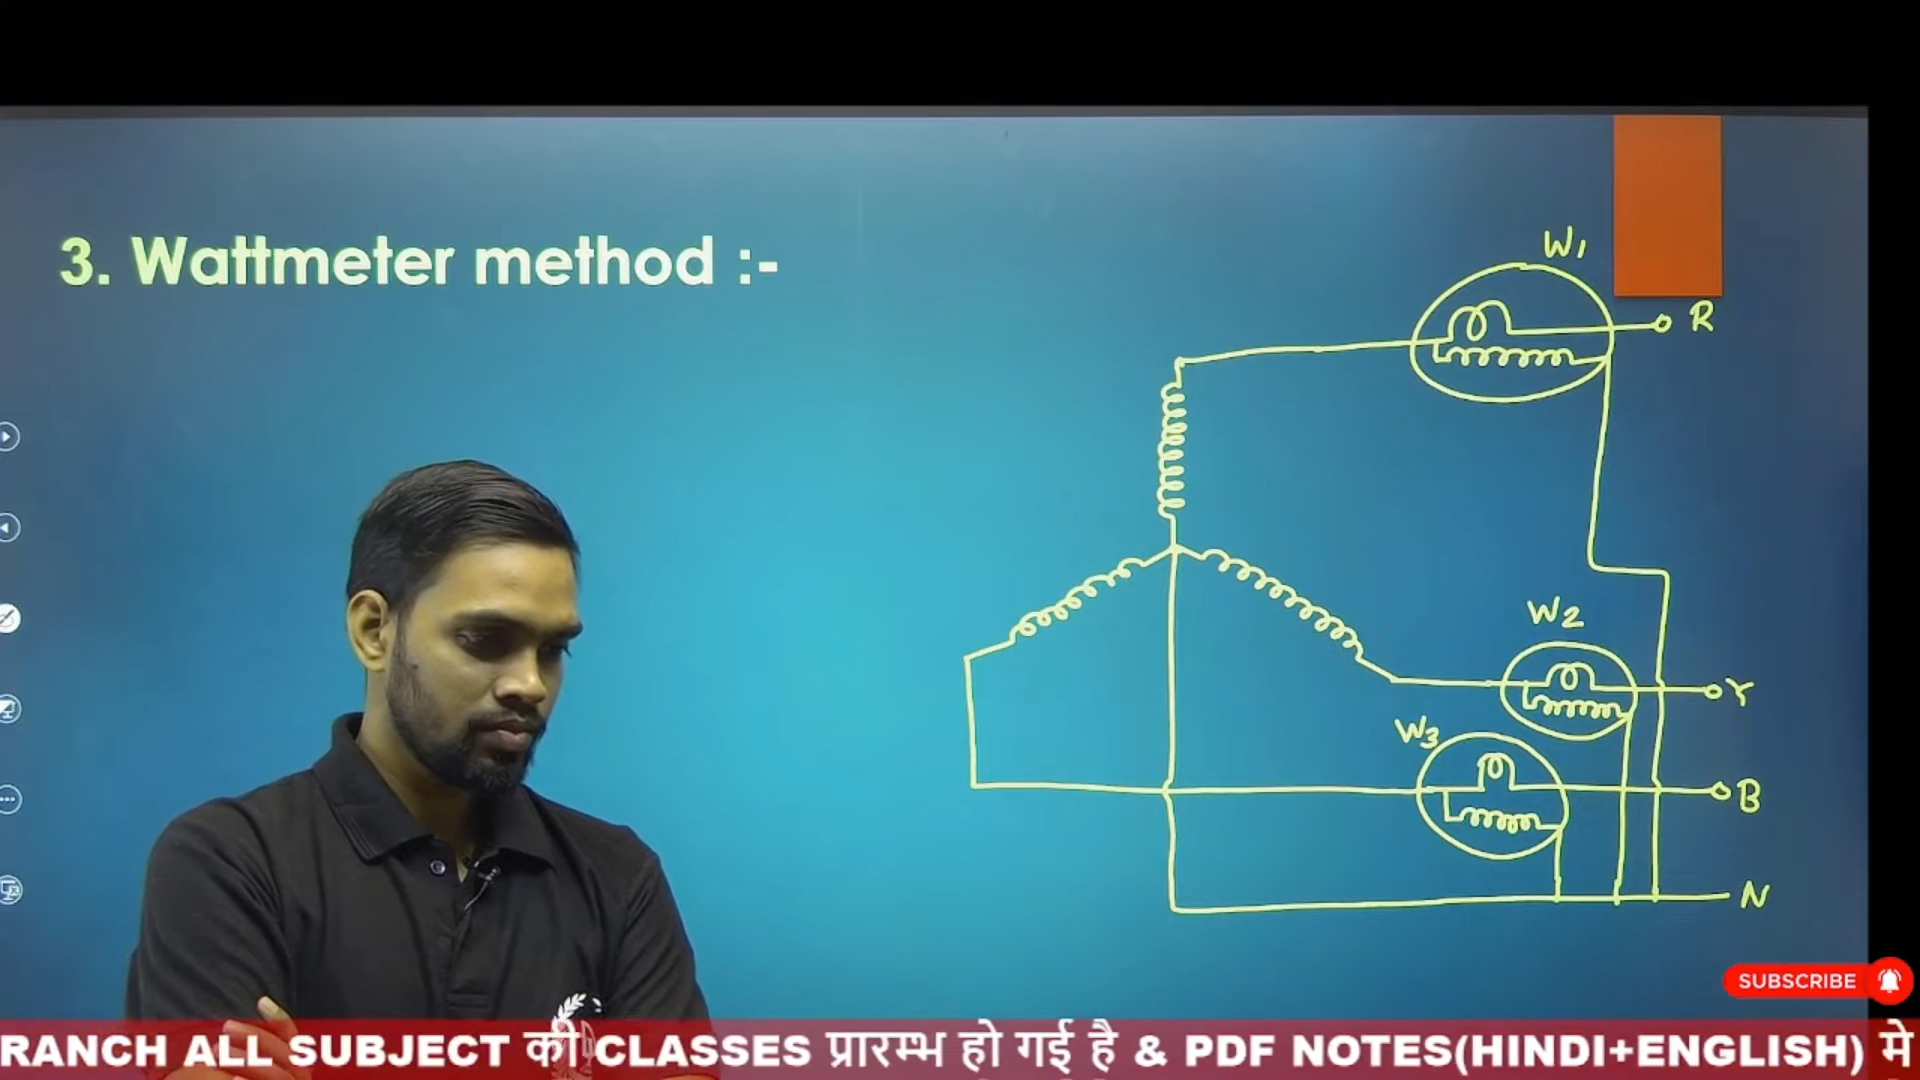 3. Wattmeter method :-
W1
R
W2
Y
W3
B
N
SUBSCRIBE
RANCH ALL SUBJECT की CLASSES प्रारम्भ हो गई है & PDF NOTES(HINDI+ENGLISH) मे